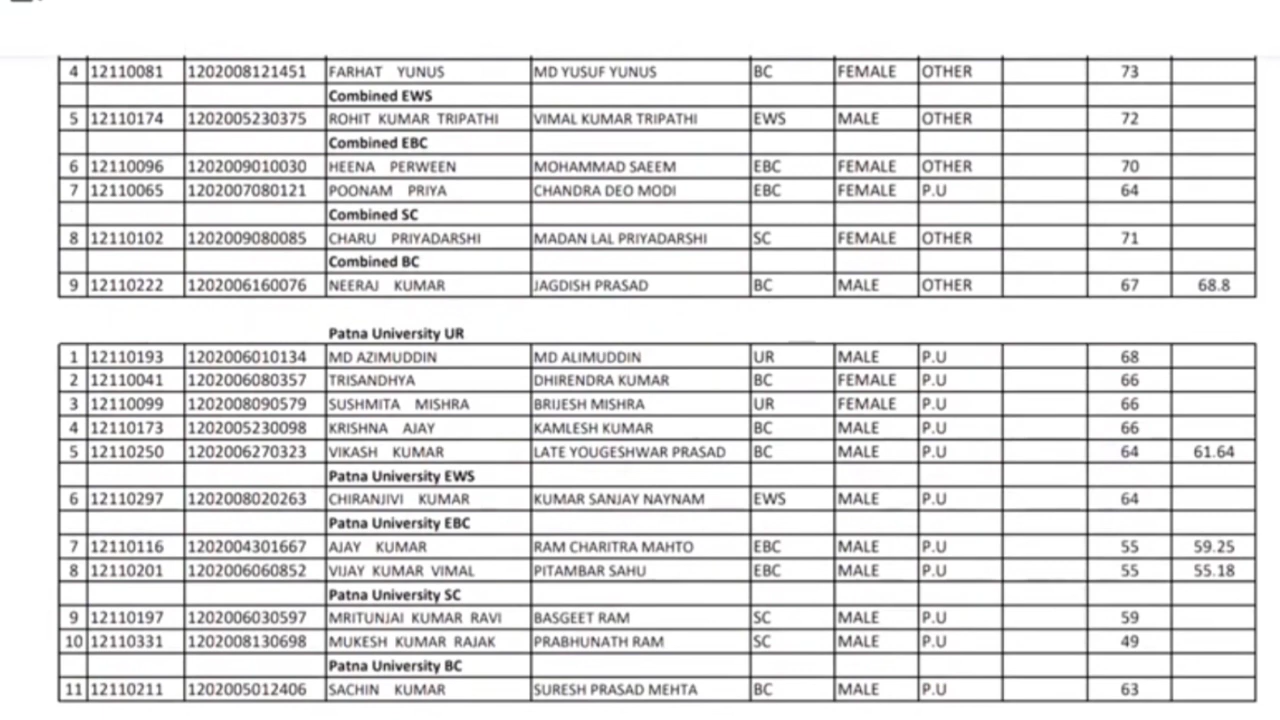 4 12110081 1202008121451 FARHAT YUNUS MD YUSUF YUNUS BC FEMALE OTHER 73
Combined EWS
5 12110174 1202005230375 ROHIT KUMAR TRIPATHI VIMAL KUMAR TRIPATHI EWS MALE OTHER 72
Combined EBC
6 12110096 1202009010030 HEENA PERWEEN MOHAMMAD SAEEM EBC FEMALE OTHER 70
7 12110065 1202007080121 POONAM PRIYA CHANDRA DEO MODI EBC FEMALE P.U 64
Combined SC
8 12110102 1202009080085 CHARU PRIYADARSHI MADAN LAL PRIYADARSHI SC FEMALE OTHER 71
Combined BC
9 12110222 1202006160076 NEERAJ KUMAR JAGDISH PRASAD BC MALE OTHER 67 68.8
Patna University UR
1 12110193 1202006010134 MD AZIMUDDIN MD ALIMUDDIN UR MALE P.U 68
2 12110041 1202006080357 TRISANDHYA DHIRENDRA KUMAR BC FEMALE P.U 66
3 12110099 1202008090579 SUSHMITA MISHRA BRIJESH MISHRA UR FEMALE P.U 66
4 12110173 1202005230098 KRISHNA AJAY KAMLESH KUMAR BC MALE P.U 66
5 12110250 1202006270323 VIKASH KUMAR LATE YOUGESHWAR PRASAD BC MALE P.U 64 61.64
Patna University EWS
6 12110297 1202008020263 CHIRANJIVI KUMAR KUMAR SANJAY NAYNAM EWS MALE P.U 64
Patna University EBC
7 12110116 1202004301667 AJAY KUMAR RAM CHARITRA MAHTO EBC MALE P.U 55 59.25
8 12110201 1202006060852 VIJAY KUMAR VIMAL PITAMBAR SAHU EBC MALE P.U 55 55.18
Patna University SC
9 12110197 1202006030597 MRITUNJAI KUMAR RAVI BASGEET RAM SC MALE P.U 59
10 12110331 1202008130698 MUKESH KUMAR RAJAK PRABHUNATH RAM SC MALE P.U 49
Patna University BC
11 12110211 1202005012406 SACHIN KUMAR SURESH PRASAD MEHTA BC MALE P.U 63